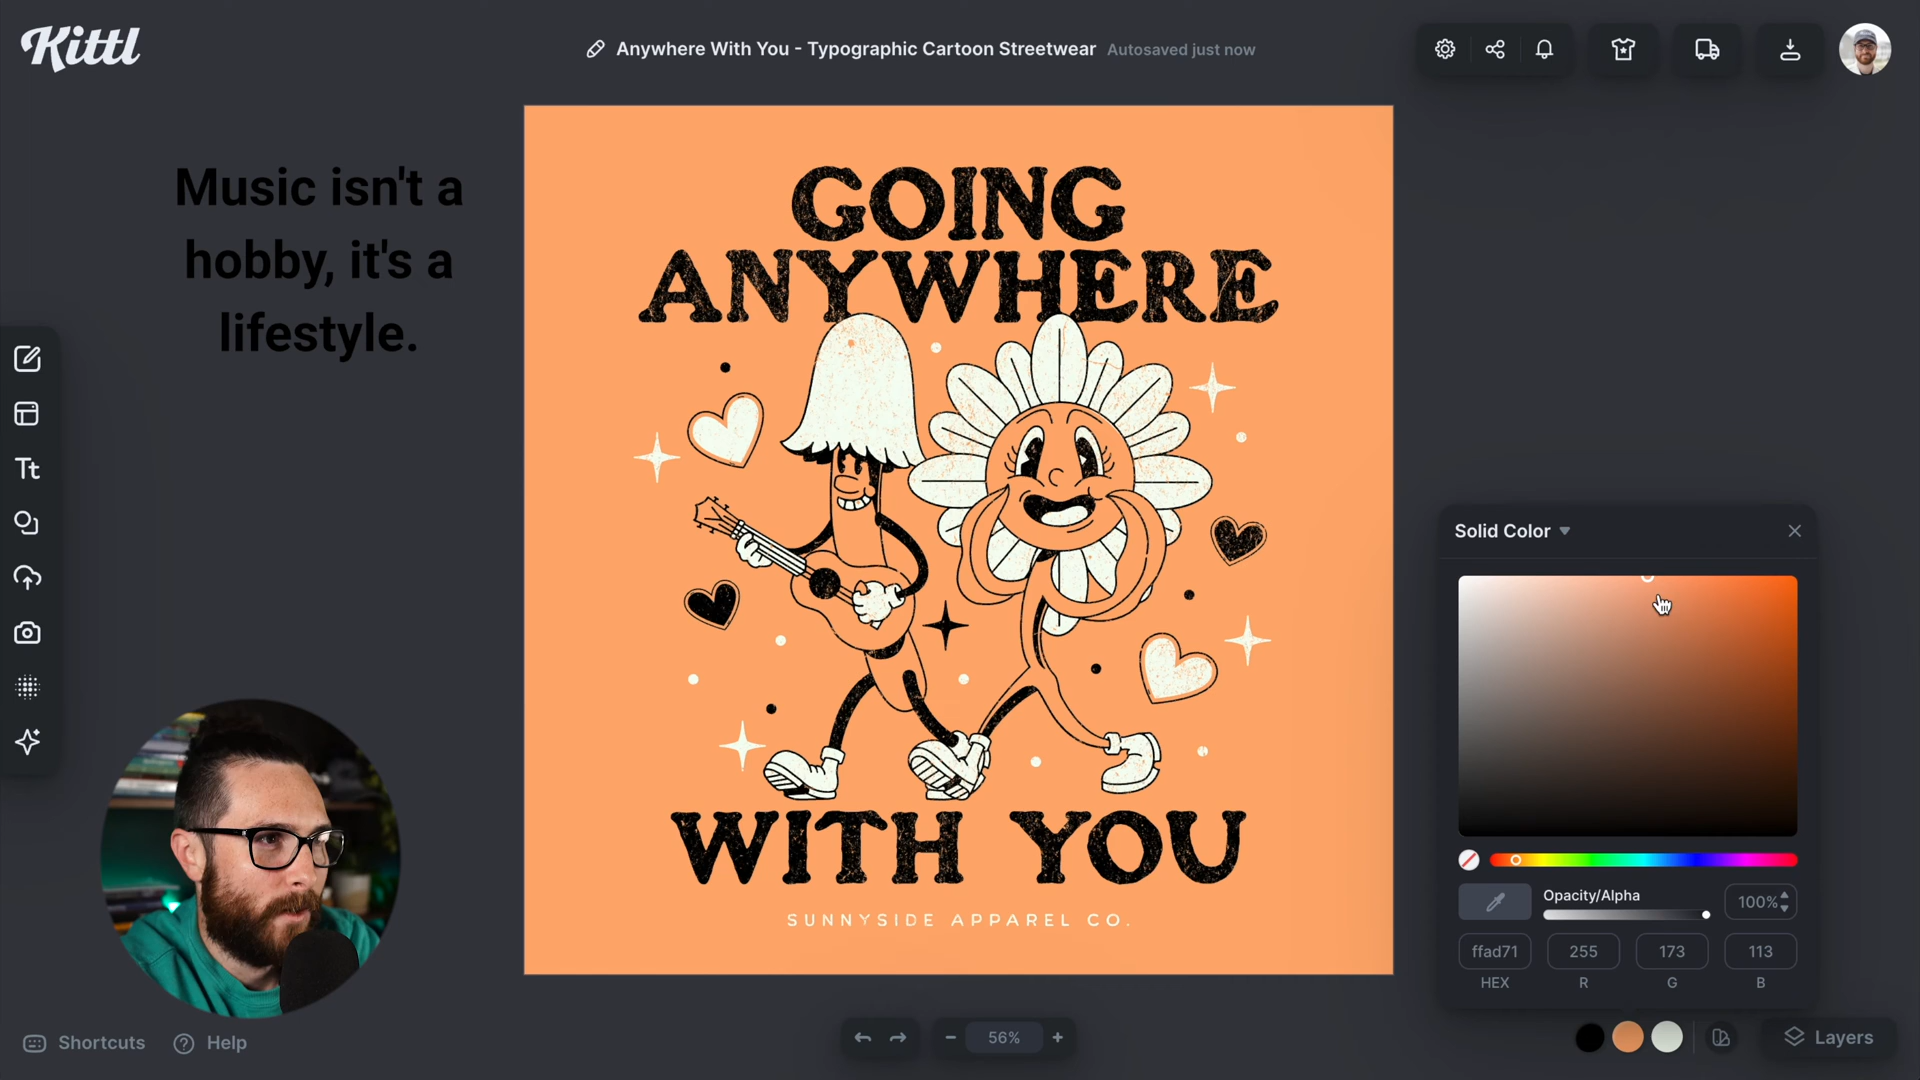 Kittl
Anywhere With You - Typographic Cartoon Streetwear Autosaved just now
Music isn't a
hobby, it's a
lifestyle.
GOING
ANYWHERE
WITH YOU
SUNNYSIDE APPAREL CO.
Tt
Solid Color
Opacity/Alpha
100%
ffad71 255 173 113
HEX R G B
Shortcuts Help
56%
Layers